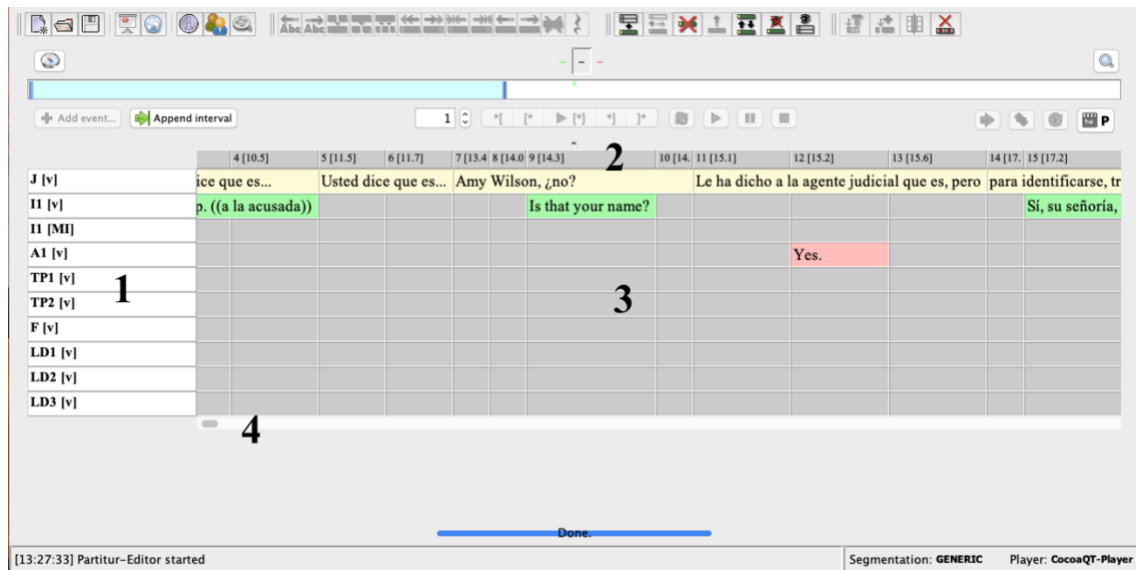 Abc Abc
- - -
Add event... Append interval 1 *[ [* [*] *] ]* P
2
4 [10.5] 5 [11.5] 6 [11.7] 7 [13.4 8 [14.0 9 [14.3] 10 [14. 11 [15.1] 12 [15.2] 13 [15.6] 14 [17. 15 [17.2]
J [v] ice que es... Usted dice que es... Amy Wilson, ¿no? Le ha dicho a la agente judicial que es, pero para identificarse, tr
I1 [v] p. ((a la acusada)) Is that your name? Sí, su señoría,
I1 [MI]
A1 [v] Yes.
TP1 [v]
1 3
TP2 [v]
F [v]
LD1 [v]
LD2 [v]
LD3 [v]
4
Done.
[13:27:33] Partitur-Editor started Segmentation: GENERIC Player: CocoaQT-Player